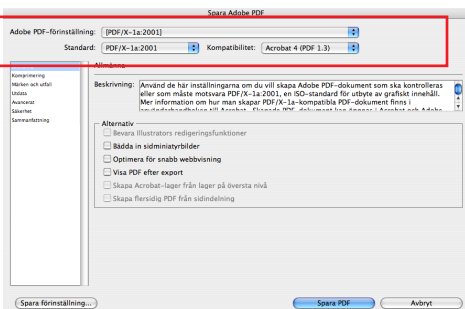 Spara Adobe PDF
Adobe PDF-förinställning: [PDF/X-1a:2001]
Standard: PDF/X-1a:2001 Kompatibilitet: Acrobat 4 (PDF 1.3)
Allmänna
Komprimering
Märken och utfall
Utdata
Avancerat
Säkerhet
Sammanfattning
Beskrivning: Använd de här inställningarna om du vill skapa Adobe PDF-dokument som ska kontrolleras
eller som måste motsvara PDF/X-1a:2001, en ISO-standard för utbyte av grafiskt innehåll.
Mer information om hur man skapar PDF/X-1a-kompatibla PDF-dokument finns i
Alternativ
Bevara Illustrators redigeringsfunktioner
Bädda in sidminiatyrbilder
Optimera för snabb webbvisning
Visa PDF efter export
Skapa Acrobat-lager från lager på översta nivå
Skapa flersidig PDF från sidindelning
Spara förinställning...
Spara PDF
Avbryt